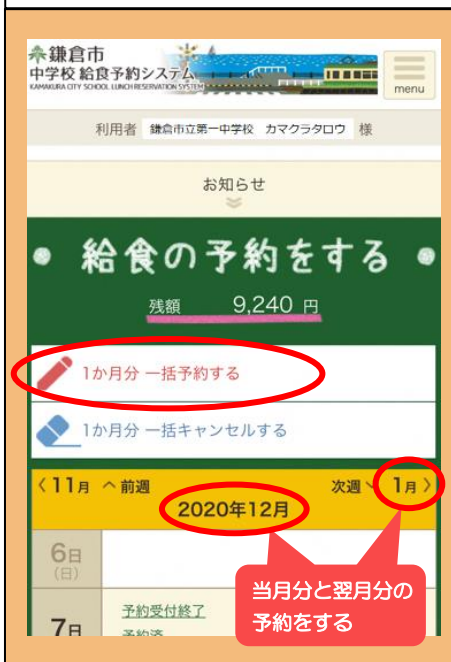 鎌倉市
中学校 給食予約システム
KAMAKURA CITY SCHOOL LUNCH RESERVATION SYSTEM
menu
利用者 鎌倉市立第一中学校 カマクラタロウ 様
お知らせ
給食の予約をする
残額 9,240 円
1か月分 一括予約する
1か月分 一括キャンセルする
〈11月 へ前週 次週 1月〉
2020年12月
6日
(日)
当月分と翌月分の
予約をする
7日
予約受付終了
予約済